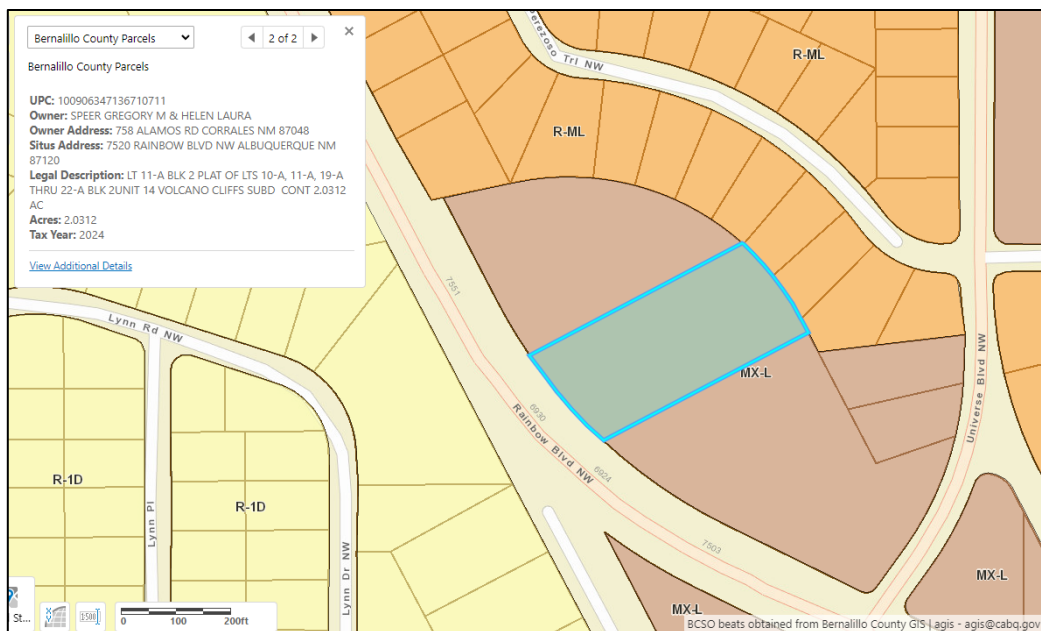 Bernalillo County Parcels
2 of 2
Bernalillo County Parcels
UPC: 100906347136710711
Owner: SPEER GREGORY M & HELEN LAURA
Owner Address: 758 ALAMOS RD CORRALES NM 87048
Situs Address: 7520 RAINBOW BLVD NW ALBUQUERQUE NM
87120
Legal Description: LT 11-A BLK 2 PLAT OF LTS 10-A, 11-A, 19-A
THRU 22-A BLK 2UNIT 14 VOLCANO CLIFFS SUBD CONT 2.0312
AC
Acres: 2.0312
Tax Year: 2024
View Additional Details
Trl NW
R-ML
R-ML
7551
Lynn Rd NW
MX-L
Universe Blvd NW
6930
Rainbow Blvd NW
6924
R-1D
R-1D
Lynn Pl
Lynn Dr NW
7503
MX-L
MX-L
St...
1:500
0 100 200ft
BCSO beats obtained from Bernalillo County GIS | agis - agis@cabq.gov